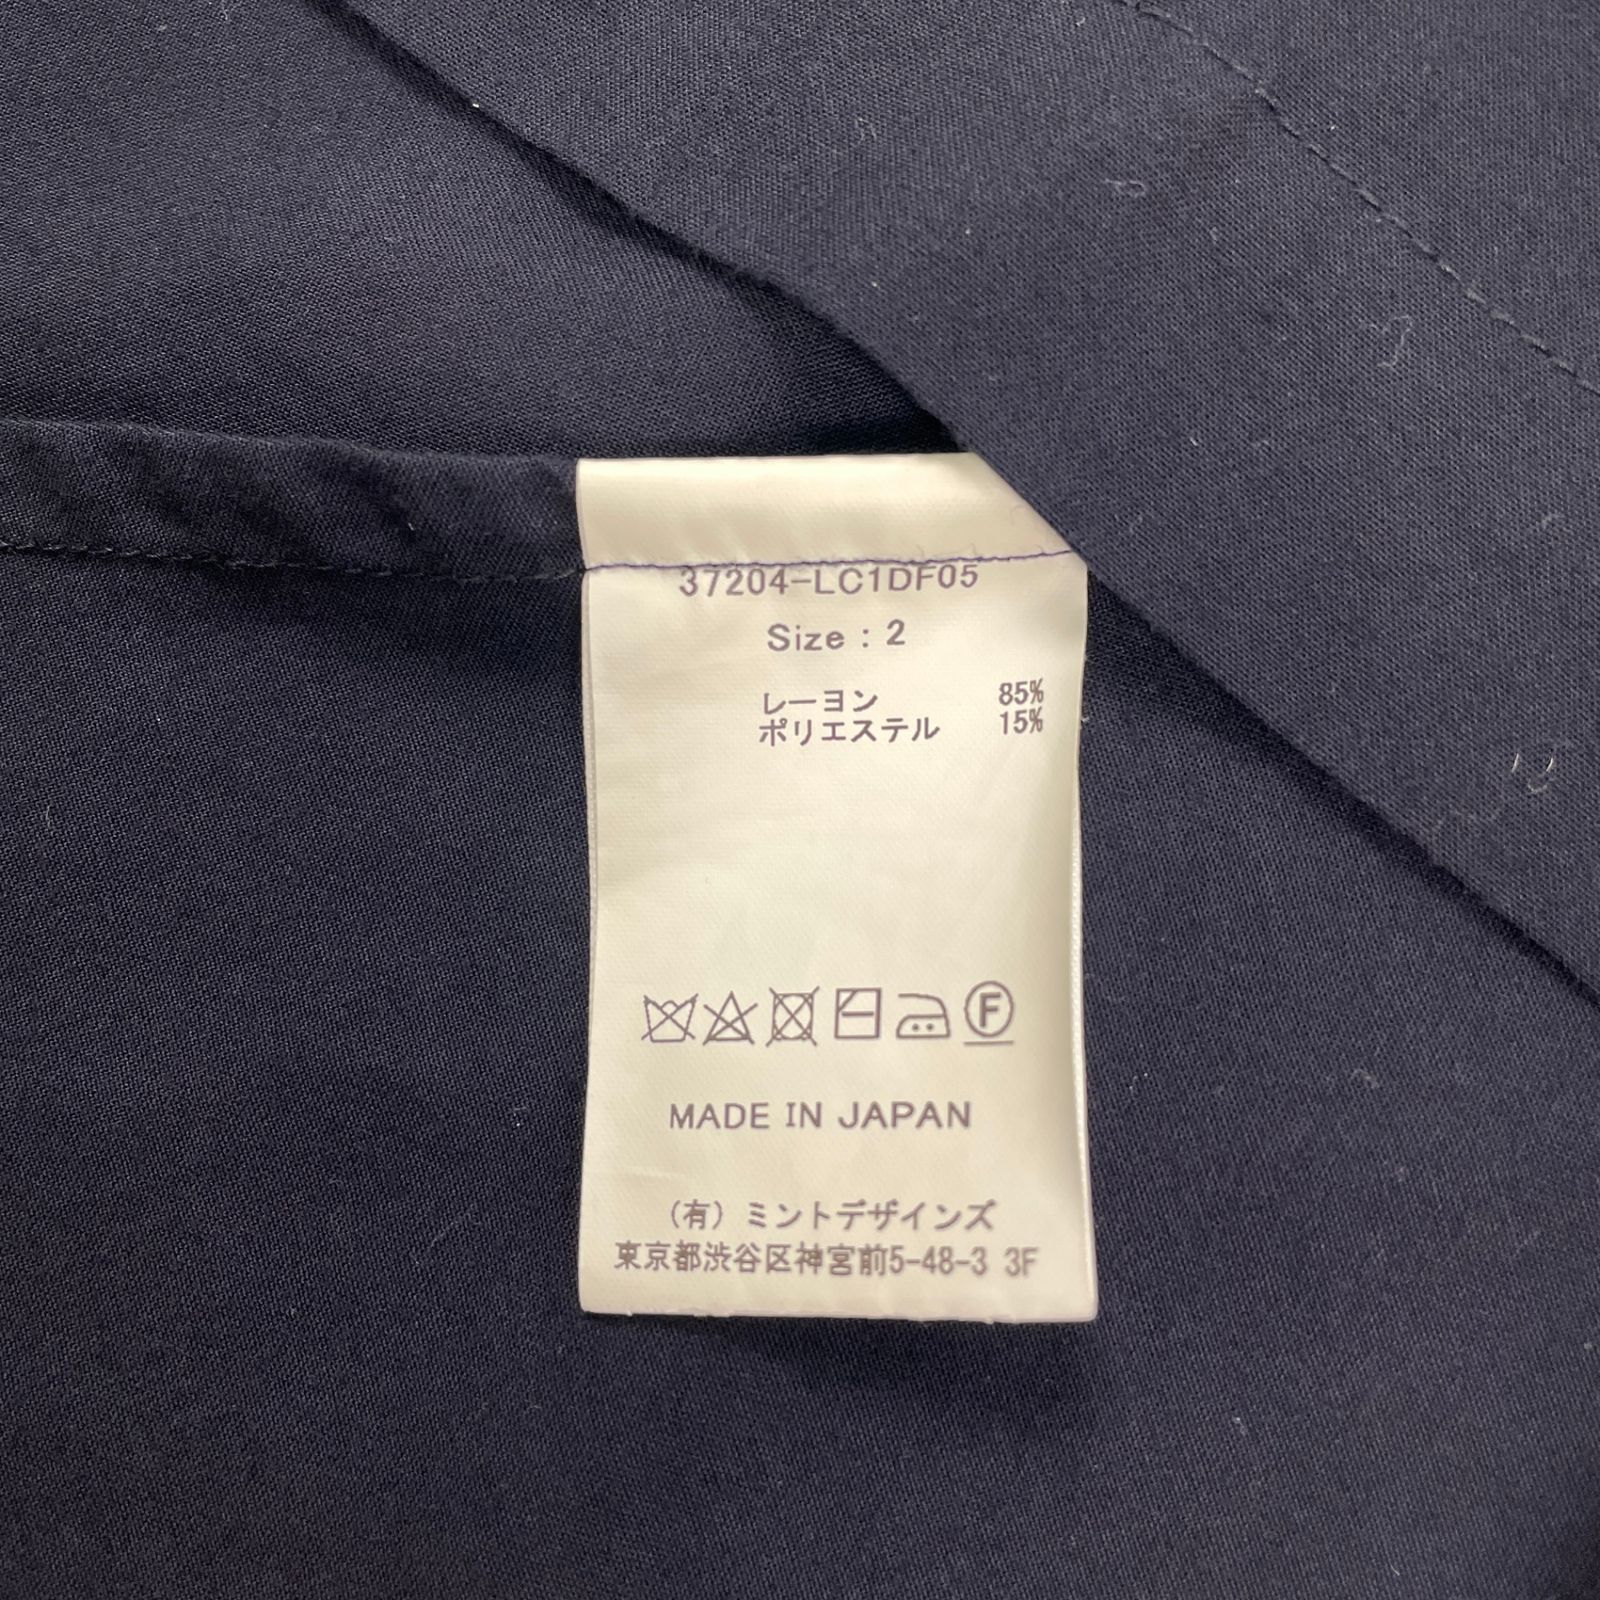 37204-LC1DF05
Size : 2
レーヨン 85%
ポリエステル 15%
F
MADE IN JAPAN
(有) ミントデザインズ
東京都渋谷区神宮前5-48-3 3F